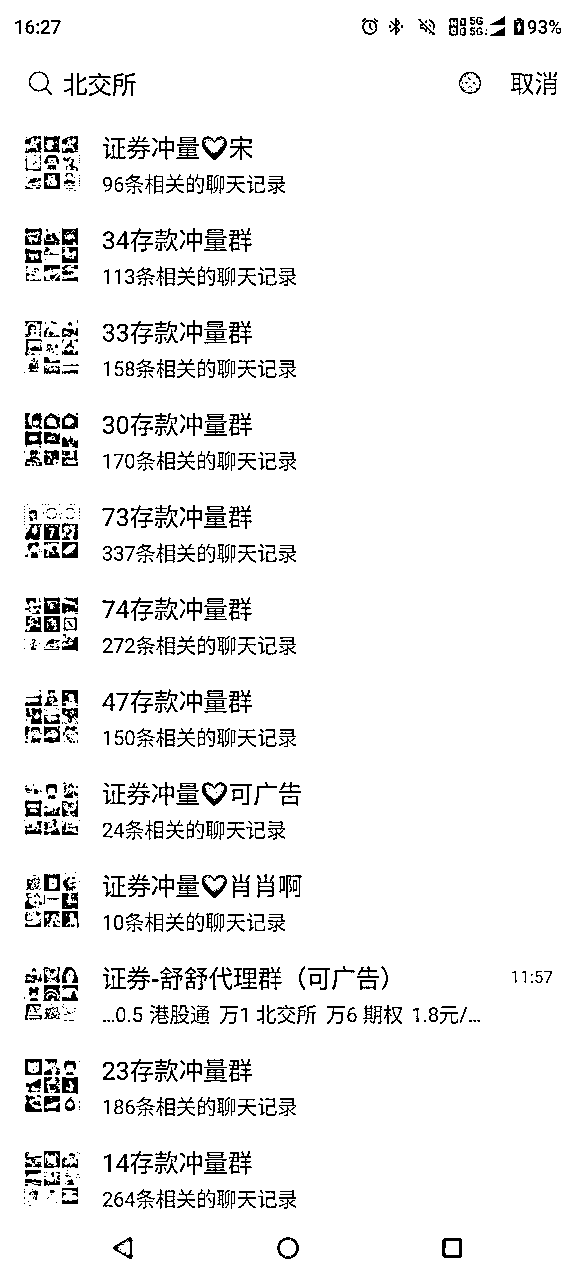 16:27 5G 5G 93%
北交所 取消
证券冲量♡宋
96条相关的聊天记录
34存款冲量群
113条相关的聊天记录
33存款冲量群
158条相关的聊天记录
30存款冲量群
170条相关的聊天记录
73存款冲量群
337条相关的聊天记录
74存款冲量群
272条相关的聊天记录
47存款冲量群
150条相关的聊天记录
证券冲量♡可广告
24条相关的聊天记录
证券冲量♡肖肖啊
10条相关的聊天记录
证券-舒舒代理群（可广告） 11:57
...0.5 港股通 万1 北交所 万6 期权 1.8元/...
23存款冲量群
186条相关的聊天记录
14存款冲量群
264条相关的聊天记录